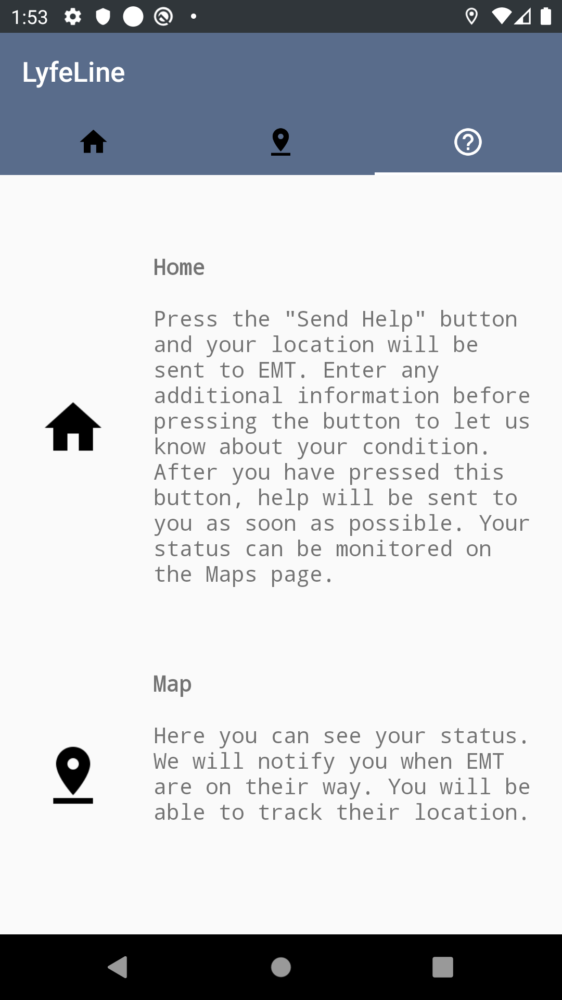 1:53
LyfeLine
Home
Press the "Send Help" button
and your location will be
sent to EMT. Enter any
additional information before
pressing the button to let us
know about your condition.
After you have pressed this
button, help will be sent to
you as soon as possible. Your
status can be monitored on
the Maps page.
Map
Here you can see your status.
We will notify you when EMT
are on their way. You will be
able to track their location.